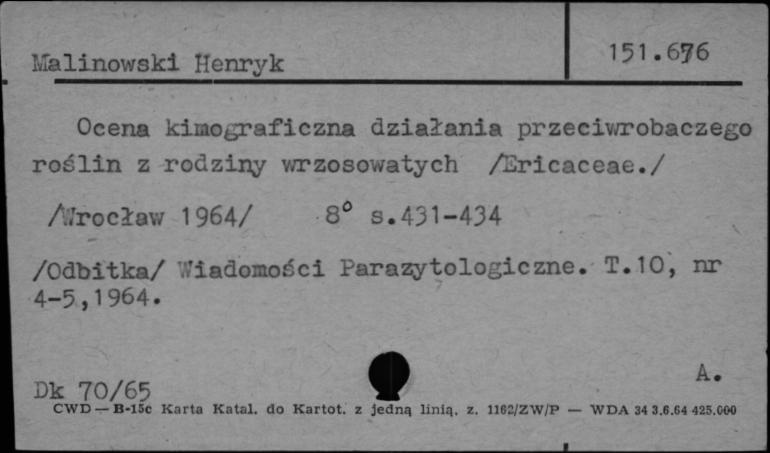 Malinowski Henryk
151.676
Ocena kimograficzna działania przeciwrobaczego
roślin z rodziny wrzosowatych /Ericaceae./
/Wrocław 1964/ 8° s.431-434
/Odbitka/ Wiadomości Parazytologiczne. T.10, nr
4-5,1964.
A.
Dk 70/65
CWD — B-15c Karta Katal. do Kartot. z jedną linią. z. 1162/ZW/P — WDA 34 3.6.64 425.000